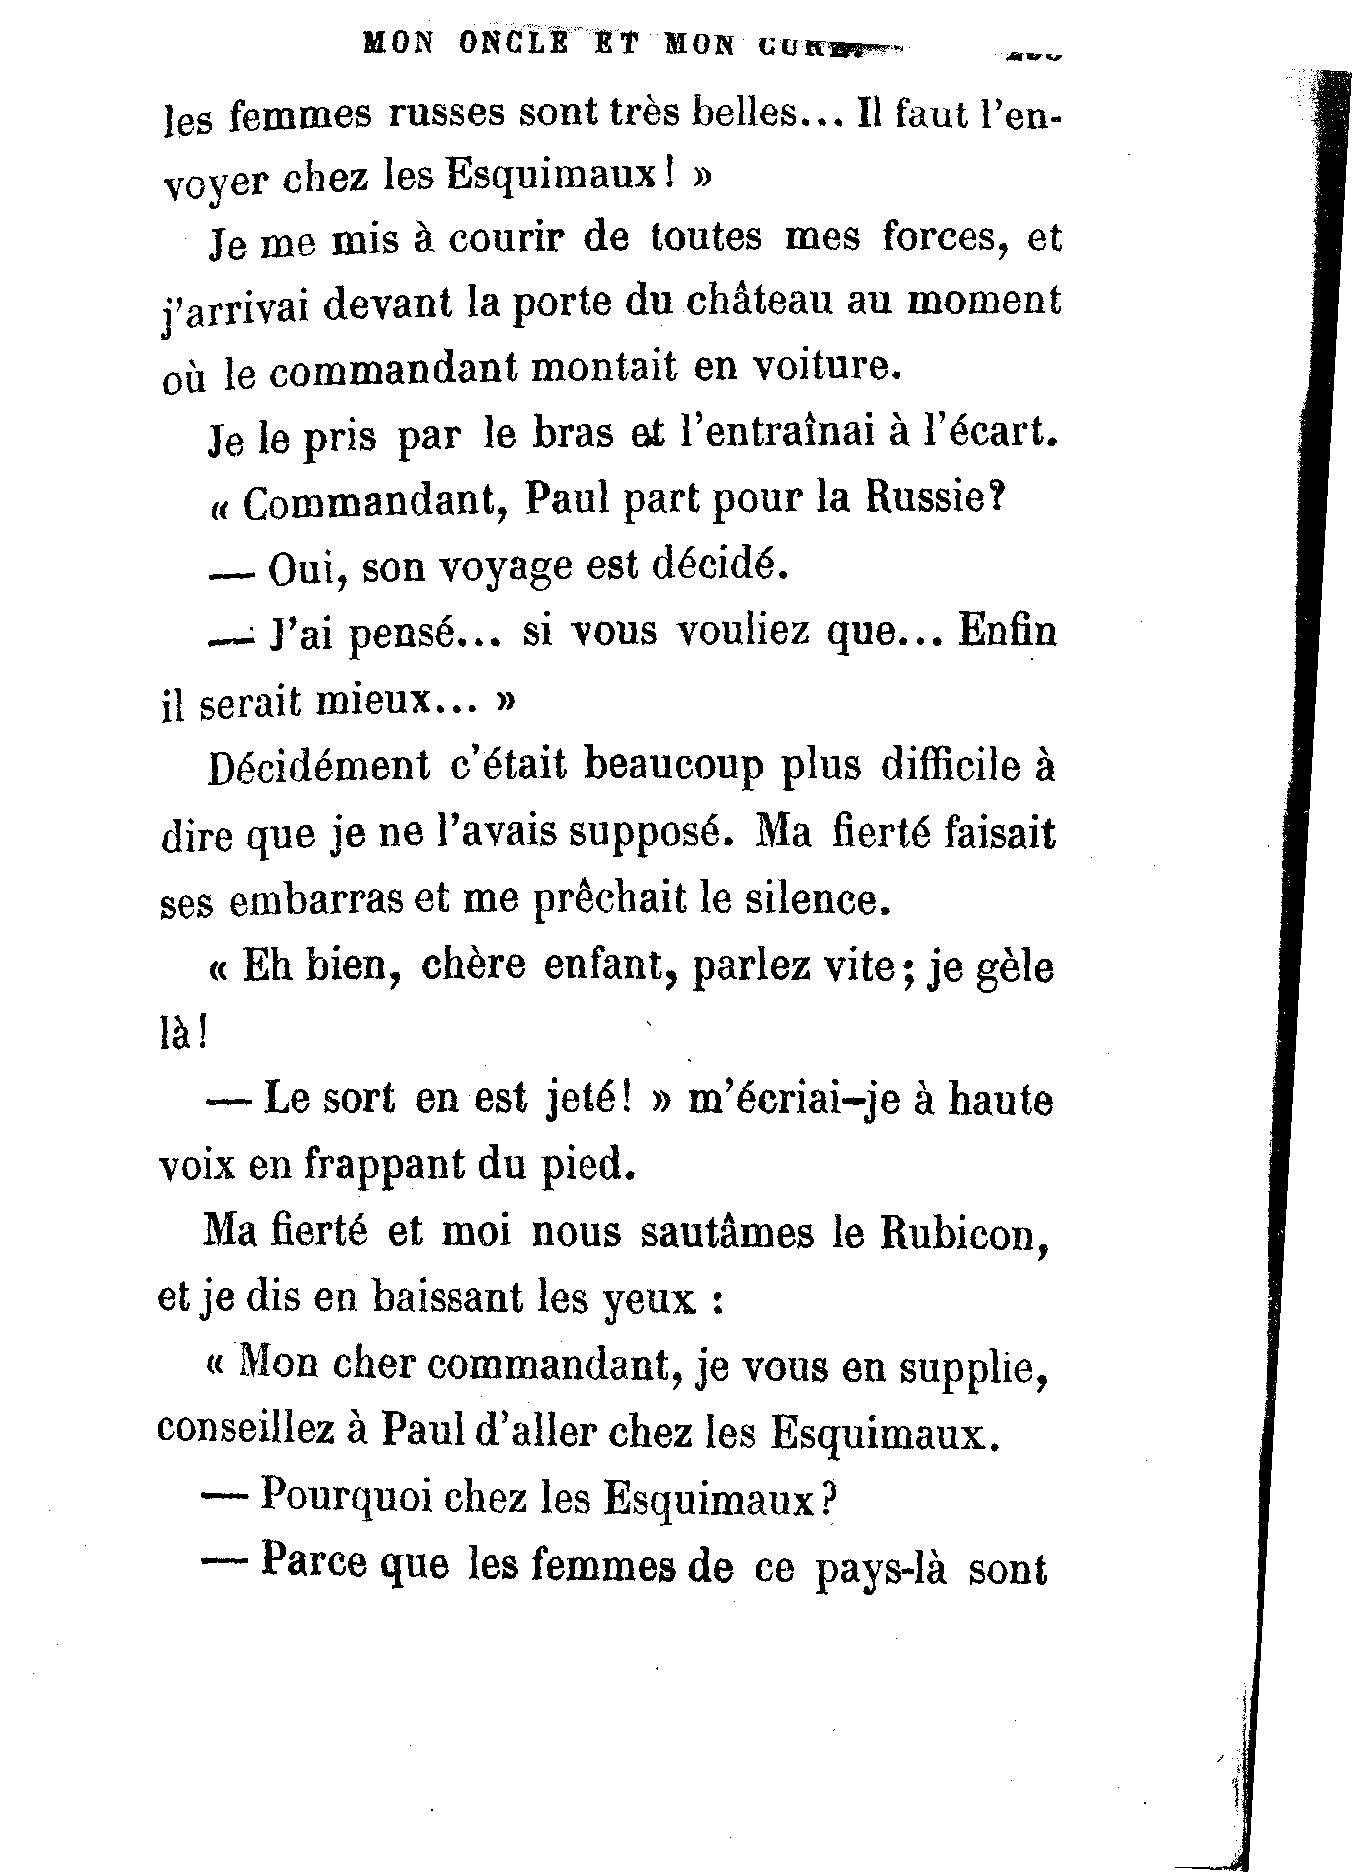 MON ONCLE ET MON CURÉ.
les femmes russes sont très belles... Il faut l'en-
voyer chez les Esquimaux! »
Je me mis à courir de toutes mes forces, et
j'arrivai devant la porte du château au moment
où le commandant montait en voiture.
Je le pris par le bras et l'entraînai à l'écart.
« Commandant, Paul part pour la Russie?
— Oui, son voyage est décidé.
— J'ai pensé... si vous vouliez que... Enfin
il serait mieux... »
Décidément c'était beaucoup plus difficile à
dire que je ne l'avais supposé. Ma fierté faisait
ses embarras et me prêchait le silence.
« Eh bien, chère enfant, parlez vite; je gèle
là!
— Le sort en est jeté! » m'écriai-je à haute
voix en frappant du pied.
Ma fierté et moi nous sautâmes le Rubicon,
et je dis en baissant les yeux :
« Mon cher commandant, je vous en supplie,
conseillez à Paul d'aller chez les Esquimaux.
— Pourquoi chez les Esquimaux?
— Parce que les femmes de ce pays-là sont